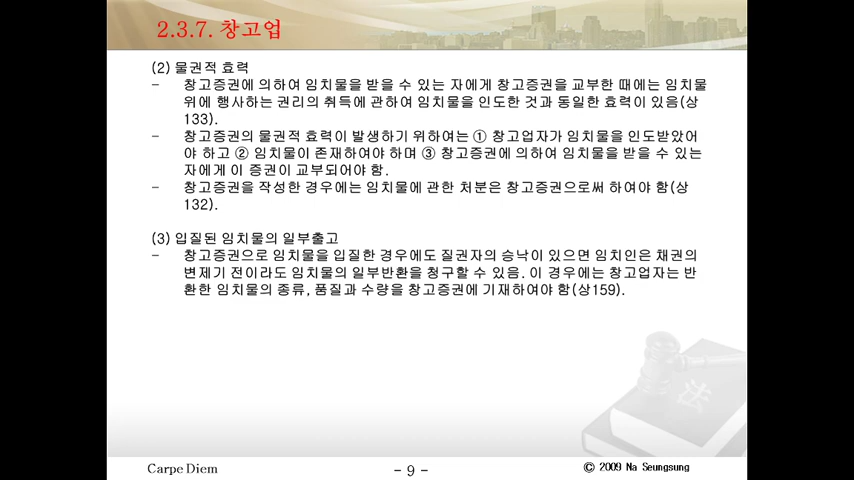 2.3.7. 창고업
(2) 물권적 효력
- 창고증권에 의하여 임치물을 받을 수 있는 자에게 창고증권을 교부한 때에는 임치물
위에 행사하는 권리의 취득에 관하여 임치물을 인도한 것과 동일한 효력이 있음(상
133).
- 창고증권의 물권적 효력이 발생하기 위하여는 ① 창고업자가 임치물을 인도받았어
야 하고 ② 임치물이 존재하여야 하며 ③ 창고증권에 의하여 임치물을 받을 수 있는
자에게 이 증권이 교부되어야 함.
- 창고증권을 작성한 경우에는 임치물에 관한 처분은 창고증권으로써 하여야 함(상
132).
(3) 입질된 임치물의 일부출고
- 창고증권으로 임치물을 입질한 경우에도 질권자의 승낙이 있으면 임치인은 채권의
변제기 전이라도 임치물의 일부반환을 청구할 수 있음. 이 경우에는 창고업자는 반
환한 임치물의 종류, 품질과 수량을 창고증권에 기재하여야 함(상159).
法
Carpe Diem
- 9 -
© 2009 Na Seungsung